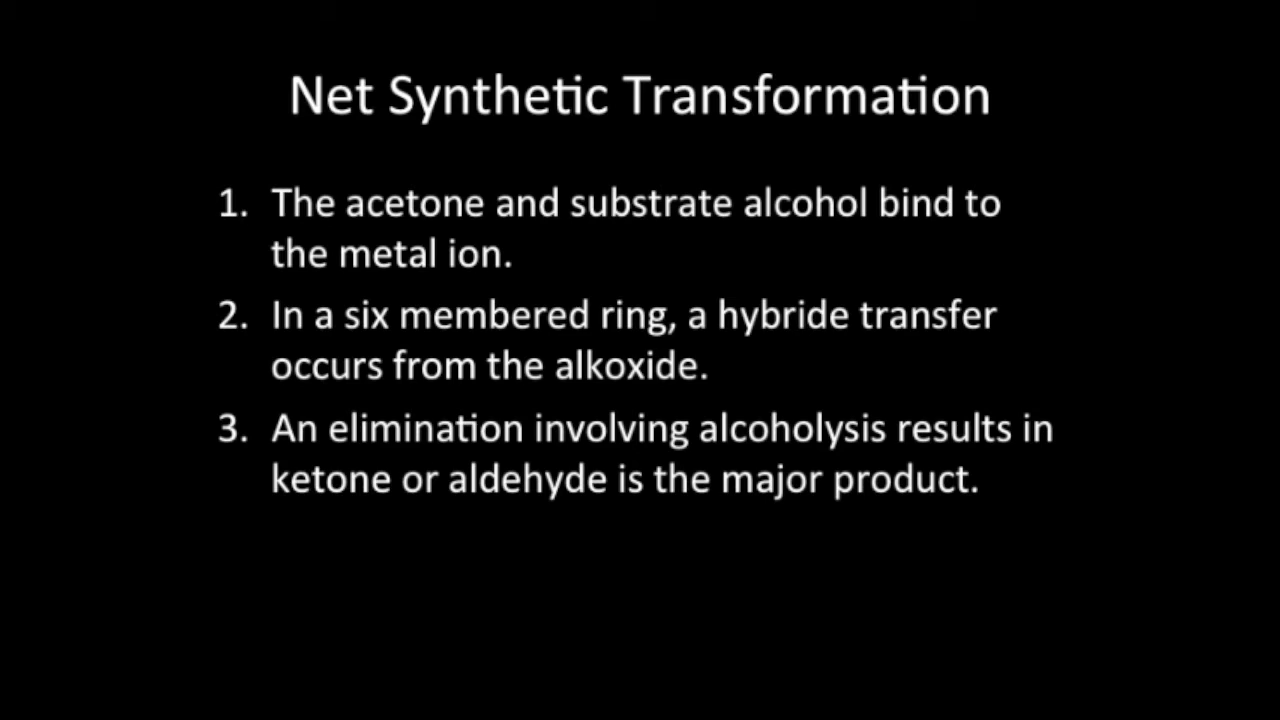 Net Synthetic Transformation
1. The acetone and substrate alcohol bind to
the metal ion.
2. In a six membered ring, a hybride transfer
occurs from the alkoxide.
3. An elimination involving alcoholysis results in
ketone or aldehyde is the major product.